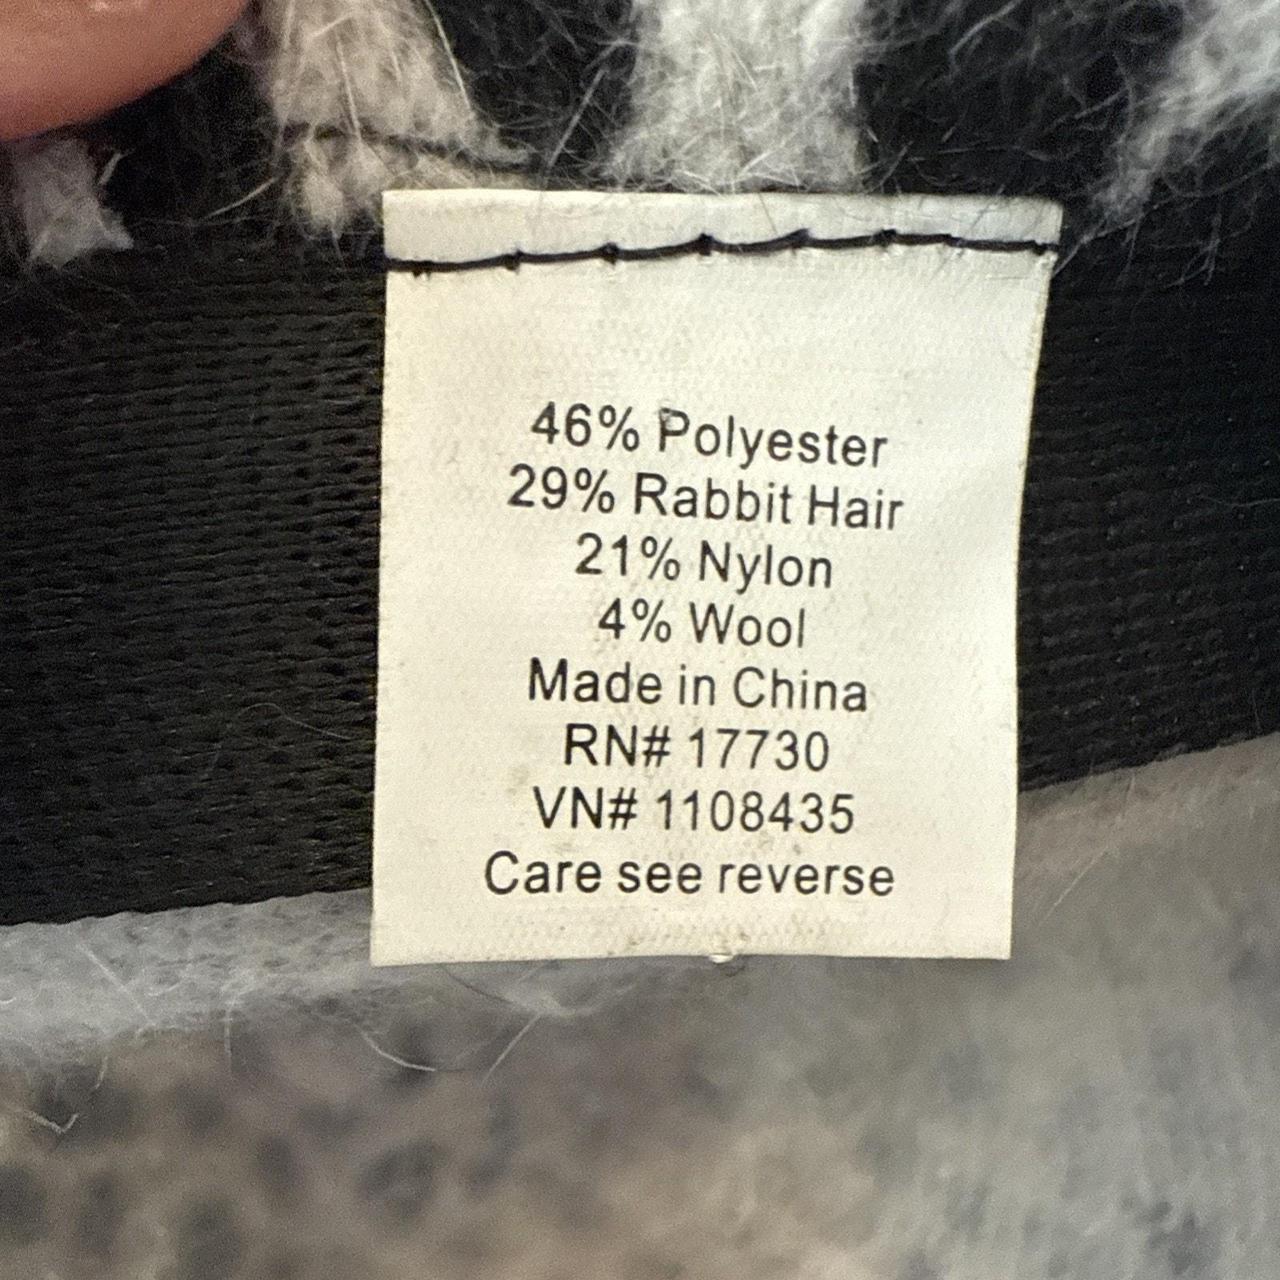 46% Polyester
29% Rabbit Hair
21% Nylon
4% Wool
Made in China
RN# 17730
VN# 1108435
Care see reverse